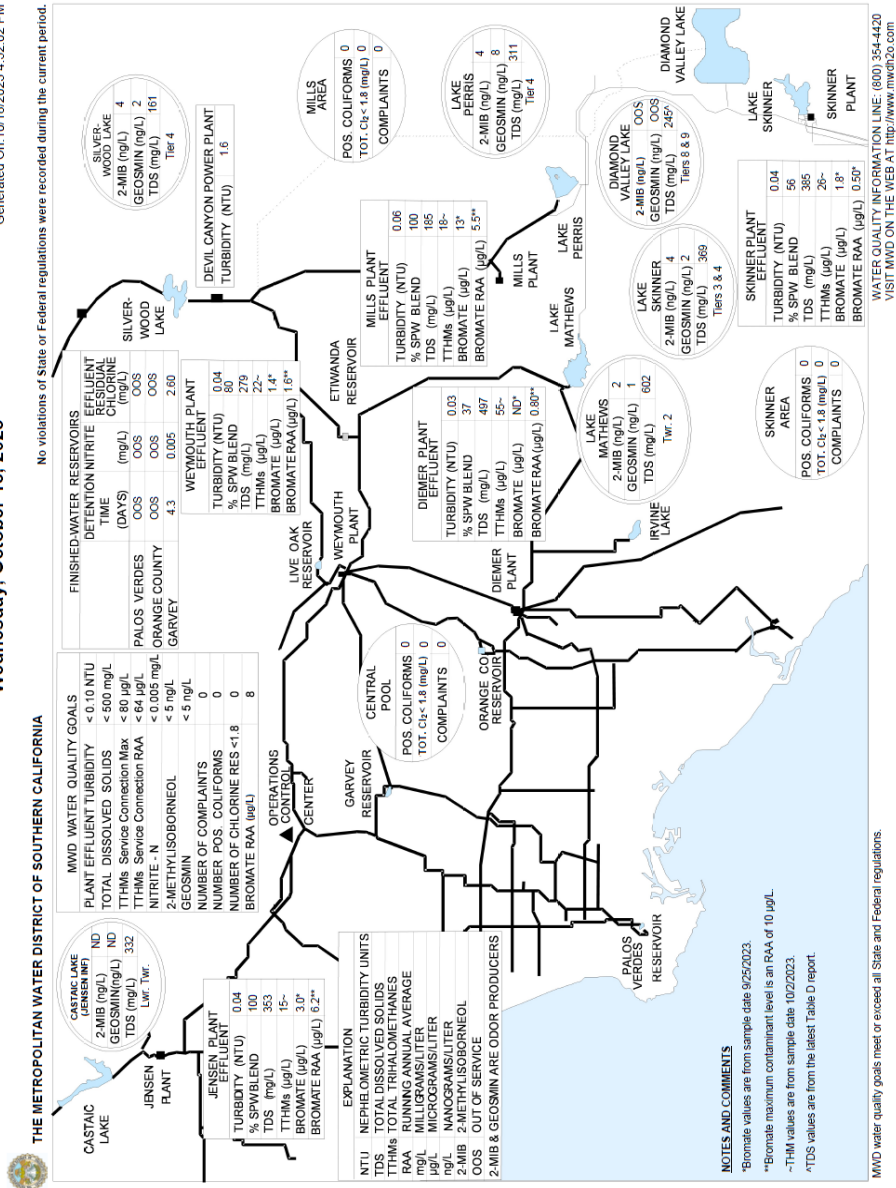 THE METROPOLITAN WATER DISTRICT OF SOUTHERN CALIFORNIA
No violations of State or Federal regulations were recorded during the current period.
CASTAIC LAKE
(JENSEN INF)
2-MIB (ng/L) ND
GEOSMIN(ng/L) ND
TDS (mg/L) 332
Lwr. Twr.
CASTAIC
LAKE
JENSEN
PLANT
JENSEN PLANT
EFFLUENT
TURBIDITY (NTU) 0.04
% SPW BLEND 100
TDS (mg/L) 353
TTHMs (µg/L) 15~
BROMATE (µg/L) 3.0*
BROMATE RAA (µg/L) 6.2**
MWD WATER QUALITY GOALS
PLANT EFFLUENT TURBIDITY < 0.10 NTU
TOTAL DISSOLVED SOLIDS < 500 mg/L
TTHMs Service Connection Max < 80 µg/L
TTHMs Service Connection RAA < 64 µg/L
NITRITE - N < 0.005 mg/L
2-METHYLISOBORNEOL < 5 ng/L
GEOSMIN < 5 ng/L
NUMBER OF COMPLAINTS 0
NUMBER POS. COLIFORMS 0
NUMBER OF CHLORINE RES <1.8 0
BROMATE RAA (µg/L) 8
FINISHED-WATER RESERVOIRS
DETENTION TIME (DAYS) NITRITE (mg/L) EFFLUENT RESIDUAL CHLORINE (mg/L)
PALOS VERDES OOS OOS OOS
ORANGE COUNTY OOS OOS OOS
GARVEY 4.3 0.005 2.60
SILVER-
WOOD
LAKE
SILVER-
WOOD LAKE
2-MIB (ng/L) 4
GEOSMIN (ng/L) 2
TDS (mg/L) 161
Tier 4
DEVIL CANYON POWER PLANT
TURBIDITY (NTU) 1.6
WEYMOUTH PLANT
EFFLUENT
TURBIDITY (NTU) 0.04
% SPW BLEND 80
TDS (mg/L) 279
TTHMs (µg/L) 22~
BROMATE (µg/L) 1.4*
BROMATE RAA (µg/L) 1.6**
EXPLANATION
NTU NEPHELOMETRIC TURBIDITY UNITS
TDS TOTAL DISSOLVED SOLIDS
TTHMs TOTAL TRIHALOMETHANES
RAA RUNNING ANNUAL AVERAGE
mg/L MILLIGRAMS/LITER
µg/L MICROGRAMS/LITER
ng/L NANOGRAMS/LITER
2-MIB 2-METHYLISOBORNEOL
OOS OUT OF SERVICE
2-MIB & GEOSMIN ARE ODOR PRODUCERS
OPERATIONS
CONTROL
CENTER
GARVEY
RESERVOIR
LIVE OAK
RESERVOIR
WEYMOUTH
PLANT
ETIWANDA
RESERVOIR
MILLS PLANT
EFFLUENT
TURBIDITY (NTU) 0.06
% SPW BLEND 100
TDS (mg/L) 185
TTHMs (µg/L) 18~
BROMATE (µg/L) 13*
BROMATE RAA (µg/L) 5.5**
MILLS
AREA
POS. COLIFORMS 0
TOT. Cl2< 1.8 (mg/L) 0
COMPLAINTS 0
CENTRAL
POOL
POS. COLIFORMS 0
TOT. Cl2< 1.8 (mg/L) 0
COMPLAINTS 0
DIEMER PLANT
EFFLUENT
TURBIDITY (NTU) 0.03
% SPW BLEND 37
TDS (mg/L) 497
TTHMs (µg/L) 55~
BROMATE (µg/L) ND*
BROMATE RAA(µg/L) 0.80**
LAKE
PERRIS
2-MIB (ng/L) 4
GEOSMIN (ng/L) 8
TDS (mg/L) 311
Tier 4
MILLS
PLANT
LAKE
PERRIS
LAKE
MATHEWS
ORANGE CO
RESERVOIR
DIEMER
PLANT
LAKE
MATHEWS
2-MIB (ng/L) 2
GEOSMIN (ng/L) 1
TDS (mg/L) 602
Twr. 2
LAKE
SKINNER
2-MIB (ng/L) 4
GEOSMIN (ng/L) 2
TDS (mg/L) 369
Tiers 3 & 4
DIAMOND
VALLEY LAKE
2-MIB (ng/L) OOS
GEOSMIN (ng/L) OOS
TDS (mg/L) 245^
Tiers 8 & 9
DIAMOND
VALLEY LAKE
LAKE
SKINNER
SKINNER
PLANT
IRVINE
LAKE
PALOS
VERDES
RESERVOIR
SKINNER
AREA
POS. COLIFORMS 0
TOT. Cl2< 1.8 (mg/L) 0
COMPLAINTS 0
SKINNER PLANT
EFFLUENT
TURBIDITY (NTU) 0.04
% SPW BLEND 56
TDS (mg/L) 385
TTHMs (µg/L) 26~
BROMATE (µg/L) 1.8*
BROMATE RAA (µg/L) 0.50*
NOTES AND COMMENTS
*Bromate values are from sample date 9/25/2023.
**Bromate maximum contaminant level is an RAA of 10 µg/L.
~THM values are from sample date 10/2/2023.
^TDS values are from the latest Table D report.
MWD water quality goals meet or exceed all State and Federal regulations.
WATER QUALITY INFORMATION LINE: (800) 354-4420
VISIT MWD ON THE WEB AT http://www.mwdh2o.com